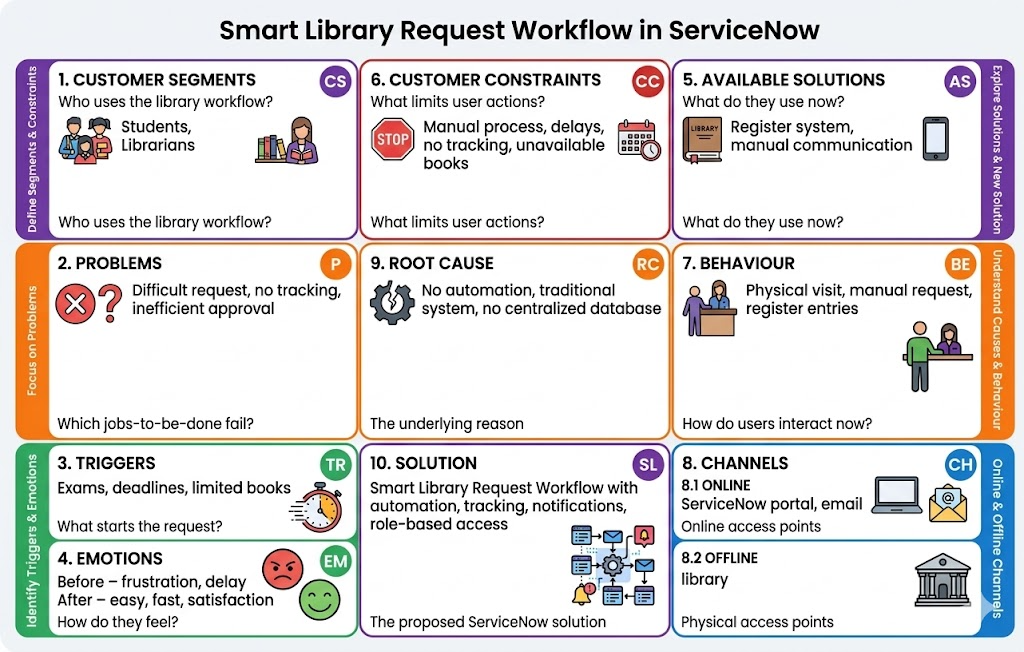 Smart Library Request Workflow in ServiceNow
Define Segments & Constraints
1. CUSTOMER SEGMENTS
CS
Who uses the library workflow?
Students,
Librarians
Who uses the library workflow?
6. CUSTOMER CONSTRAINTS
CC
What limits user actions?
STOP
Manual process, delays,
no tracking, unavailable
books
What limits user actions?
5. AVAILABLE SOLUTIONS
AS
What do they use now?
LIBRARY
Register system,
manual communication
What do they use now?
Explore Solutions & New Solution
Focus on Problems
2. PROBLEMS
P
Difficult request, no tracking,
inefficient approval
Which jobs-to-be-done fail?
9. ROOT CAUSE
RC
No automation, traditional
system, no centralized database
The underlying reason
7. BEHAVIOUR
BE
Physical visit, manual request,
register entries
How do users interact now?
Understand Causes & Behaviour
Identify Triggers & Emotions
3. TRIGGERS
TR
Exams, deadlines, limited books
What starts the request?
4. EMOTIONS
EM
Before – frustration, delay
After – easy, fast, satisfaction
How do they feel?
10. SOLUTION
SL
Smart Library Request Workflow with
automation, tracking, notifications,
role-based access
The proposed ServiceNow solution
8. CHANNELS
CH
8.1 ONLINE
ServiceNow portal, email
@
Online access points
8.2 OFFLINE
library
Physical access points
Online & Offline Channels